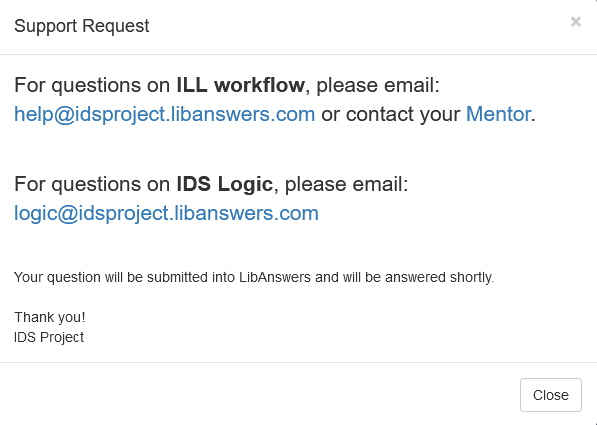 Support Request ×
For questions on ILL workflow, please email:
help@idsproject.libanswers.com or contact your Mentor.
For questions on IDS Logic, please email:
logic@idsproject.libanswers.com
Your question will be submitted into LibAnswers and will be answered shortly.
Thank you!
IDS Project
Close